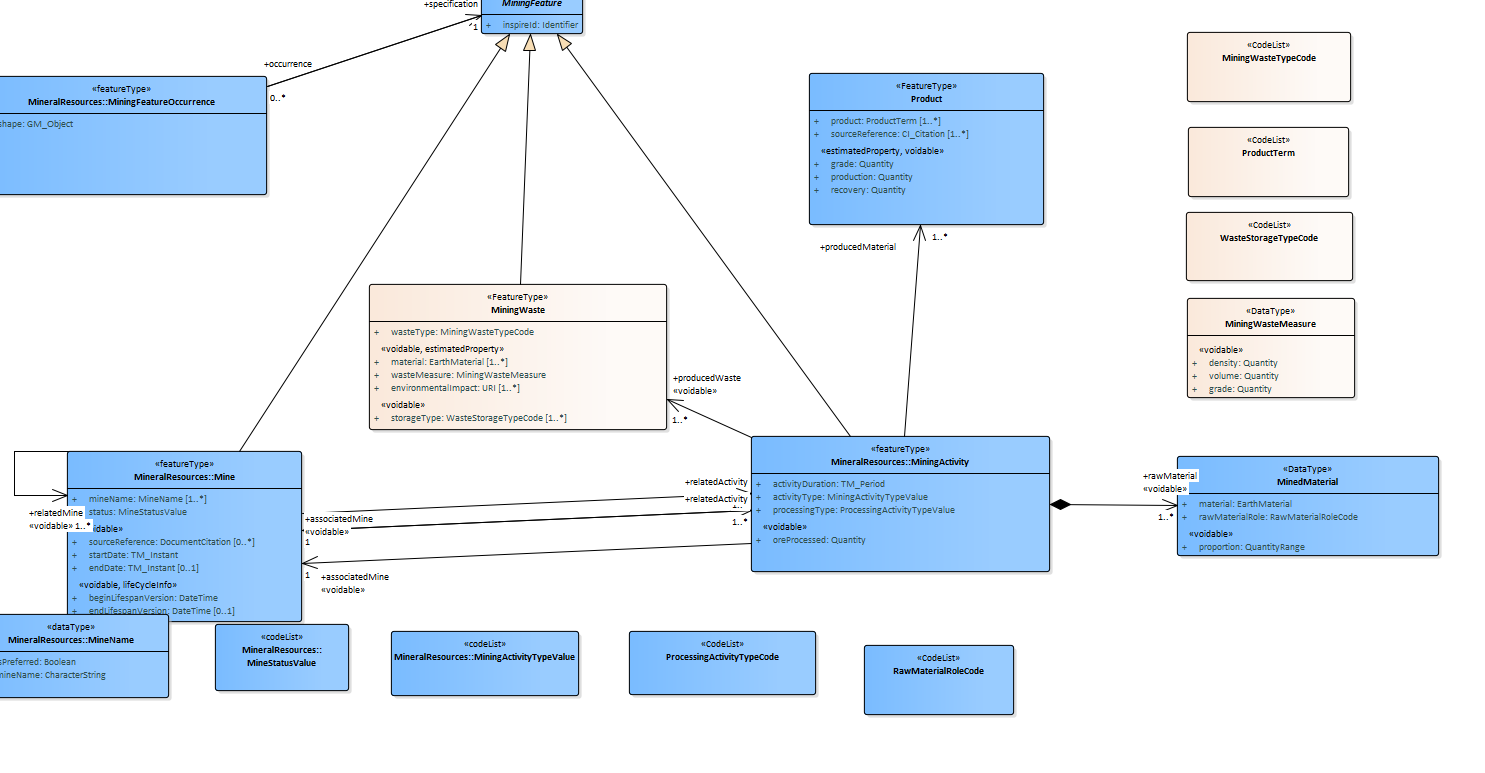 +specification
MiningFeature
+ inspireId: Identifier
1
+occurrence
0..*
«featureType»
MineralResources::MiningFeatureOccurrence
shape: GM_Object
«FeatureType»
Product
+ product: ProductTerm [1..*]
+ sourceReference: CI_Citation [1..*]
«estimatedProperty, voidable»
+ grade: Quantity
+ production: Quantity
+ recovery: Quantity
+producedMaterial
1..*
«CodeList»
MiningWasteTypeCode
«CodeList»
ProductTerm
«CodeList»
WasteStorageTypeCode
«DataType»
MiningWasteMeasure
«voidable»
+ density: Quantity
+ volume: Quantity
+ grade: Quantity
«FeatureType»
MiningWaste
+ wasteType: MiningWasteTypeCode
«voidable, estimatedProperty»
+ material: EarthMaterial [1..*]
+ wasteMeasure: MiningWasteMeasure
+ environmentalImpact: URI [1..*]
«voidable»
+ storageType: WasteStorageTypeCode [1..*]
+producedWaste
«voidable»
1..*
«featureType»
MineralResources::Mine
+ mineName: MineName [1..*]
status: MineStatusValue
idable»
+ sourceReference: DocumentCitation [0..*]
+ startDate: TM_Instant
+ endDate: TM_Instant [0..1]
«voidable, lifeCycleInfo»
+ beginLifespanVersion: DateTime
+ endLifespanVersion: DateTime [0..1]
+relatedMine
«voidable» 1..*
+associatedMine
«voidable»
1
1
+associatedMine
«voidable»
+relatedActivity
+relatedActivity
1..
1..*
«featureType»
MineralResources::MiningActivity
+ activityDuration: TM_Period
+ activityType: MiningActivityTypeValue
+ processingType: ProcessingActivityTypeValue
«voidable»
+ oreProcessed: Quantity
+rawMaterial
«voidable»
1..*
«DataType»
MinedMaterial
+ material: EarthMaterial
+ rawMaterialRole: RawMaterialRoleCode
«voidable»
+ proportion: QuantityRange
«dataType»
MineralResources::MineName
sPreferred: Boolean
mineName: CharacterString
«codeList»
MineralResources::
MineStatusValue
«codeList»
MineralResources::MiningActivityTypeValue
«CodeList»
ProcessingActivityTypeCode
«CodeList»
RawMaterialRoleCode